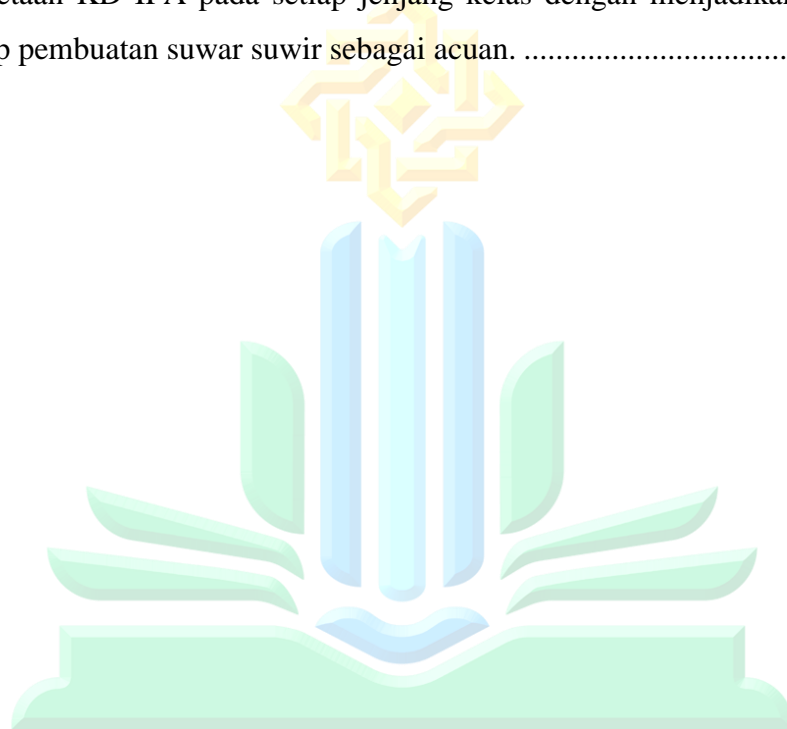 KD IPA pada setiap jenjang kelas dengan menjadikan
pembuatan suwar suwir sebagai acuan. .................................